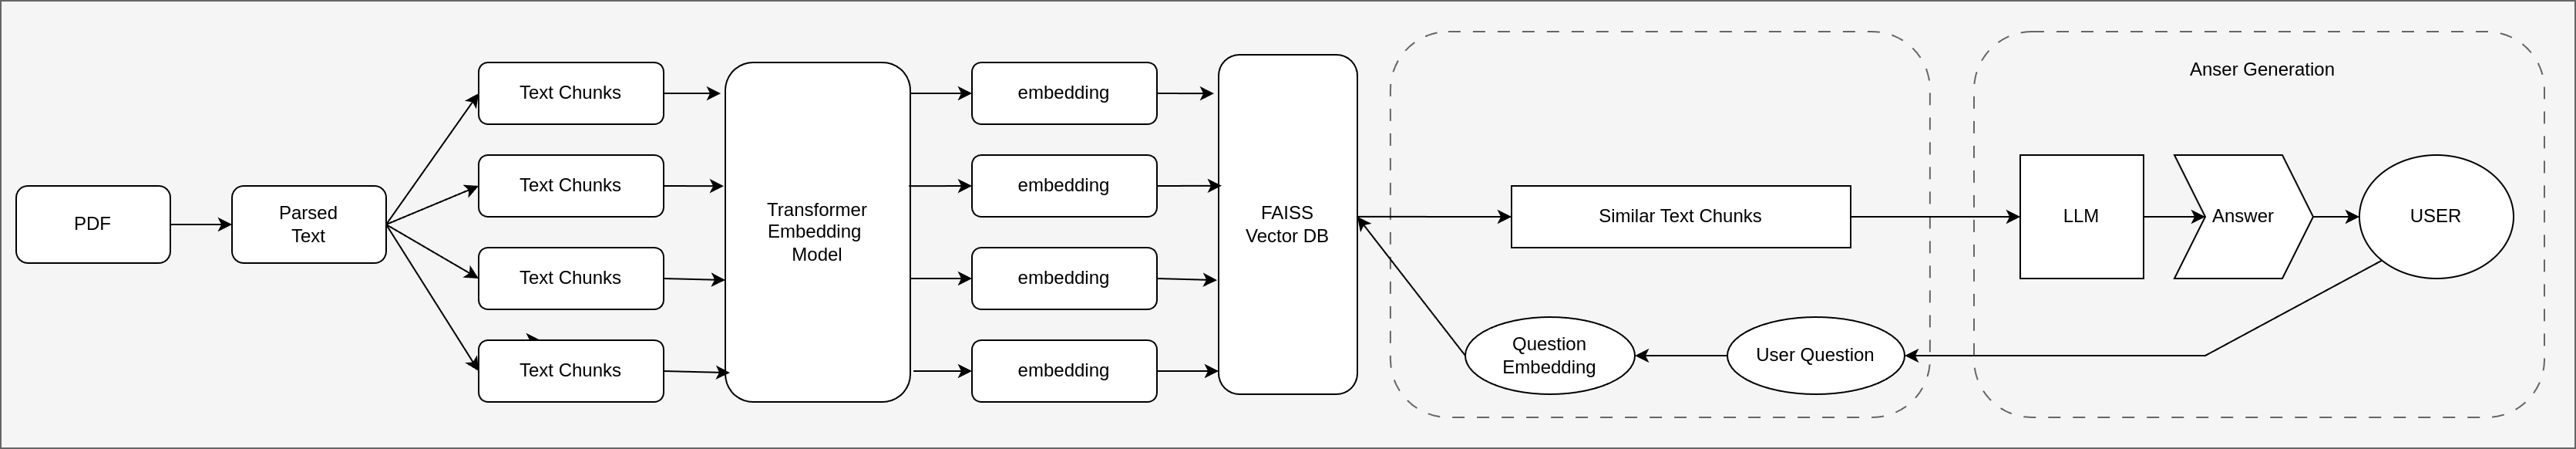 PDF
Parsed
Text
Text Chunks
Text Chunks
Text Chunks
Text Chunks
Transformer
Embedding
Model
embedding
embedding
embedding
embedding
FAISS
Vector DB
Similar Text Chunks
Question
Embedding
User Question
Anser Generation
LLM
Answer
USER